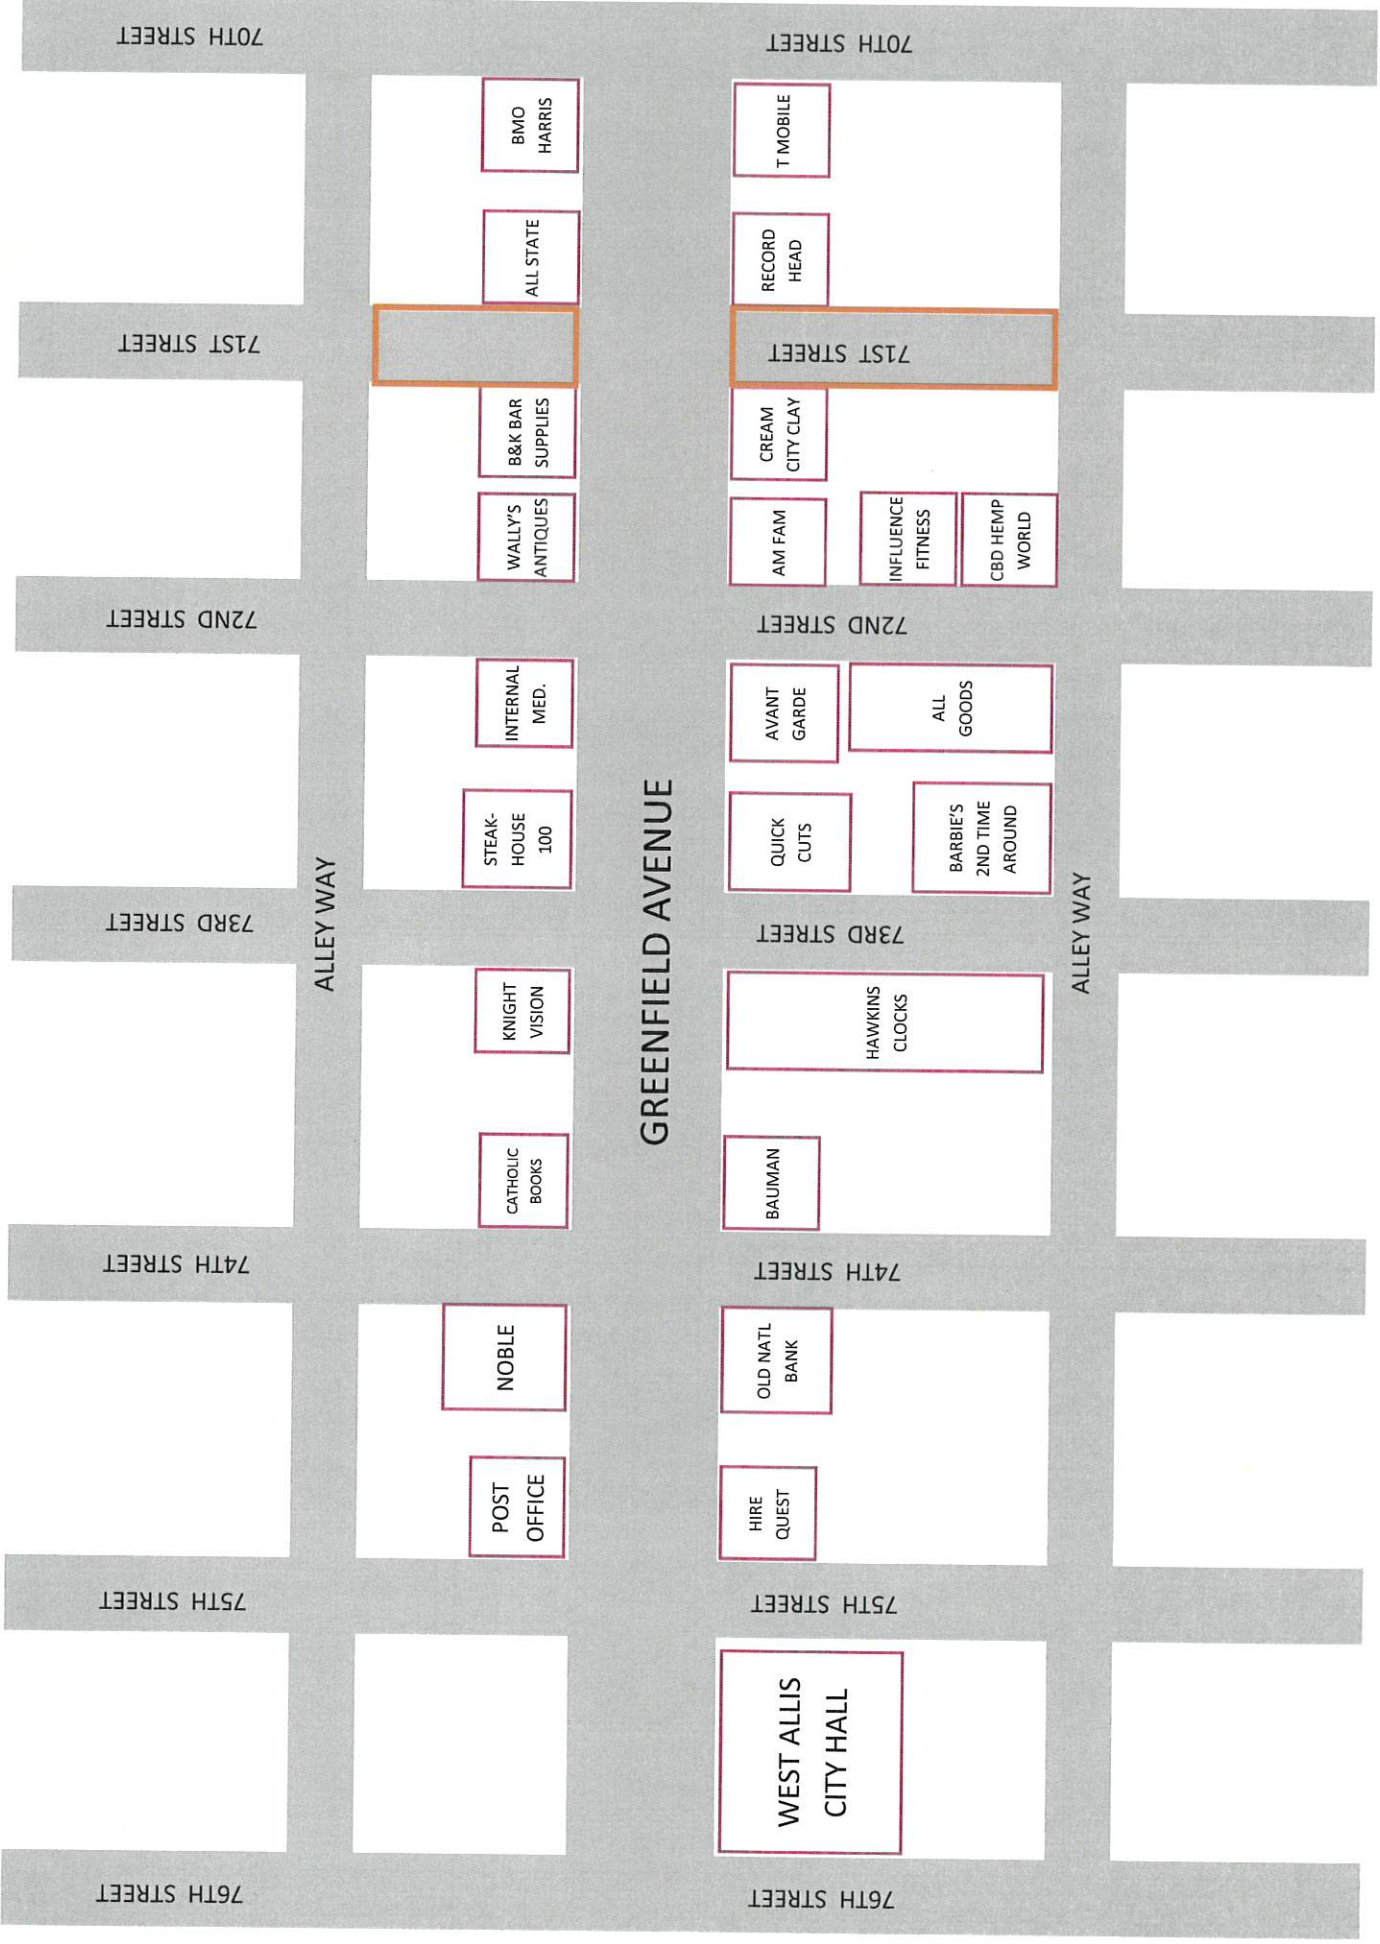 76TH STREET
75TH STREET
74TH STREET
73RD STREET
72ND STREET
71ST STREET
70TH STREET
ALLEY WAY
POST
OFFICE
NOBLE
CATHOLIC
BOOKS
KNIGHT
VISION
STEAK-
HOUSE
100
INTERNAL
MED.
WALLY'S
ANTIQUES
B&K BAR
SUPPLIES
ALL STATE
BMO
HARRIS
GREENFIELD AVENUE
WEST ALLIS
CITY HALL
HIRE
QUEST
OLD NATL
BANK
BAUMAN
HAWKINS
CLOCKS
QUICK
CUTS
AVANT
GARDE
AM FAM
CREAM
CITY CLAY
RECORD
HEAD
T MOBILE
76TH STREET
75TH STREET
74TH STREET
73RD STREET
72ND STREET
71ST STREET
70TH STREET
BARBIE'S
2ND TIME
AROUND
ALL
GOODS
INFLUENCE
FITNESS
CBD HEMP
WORLD
ALLEY WAY